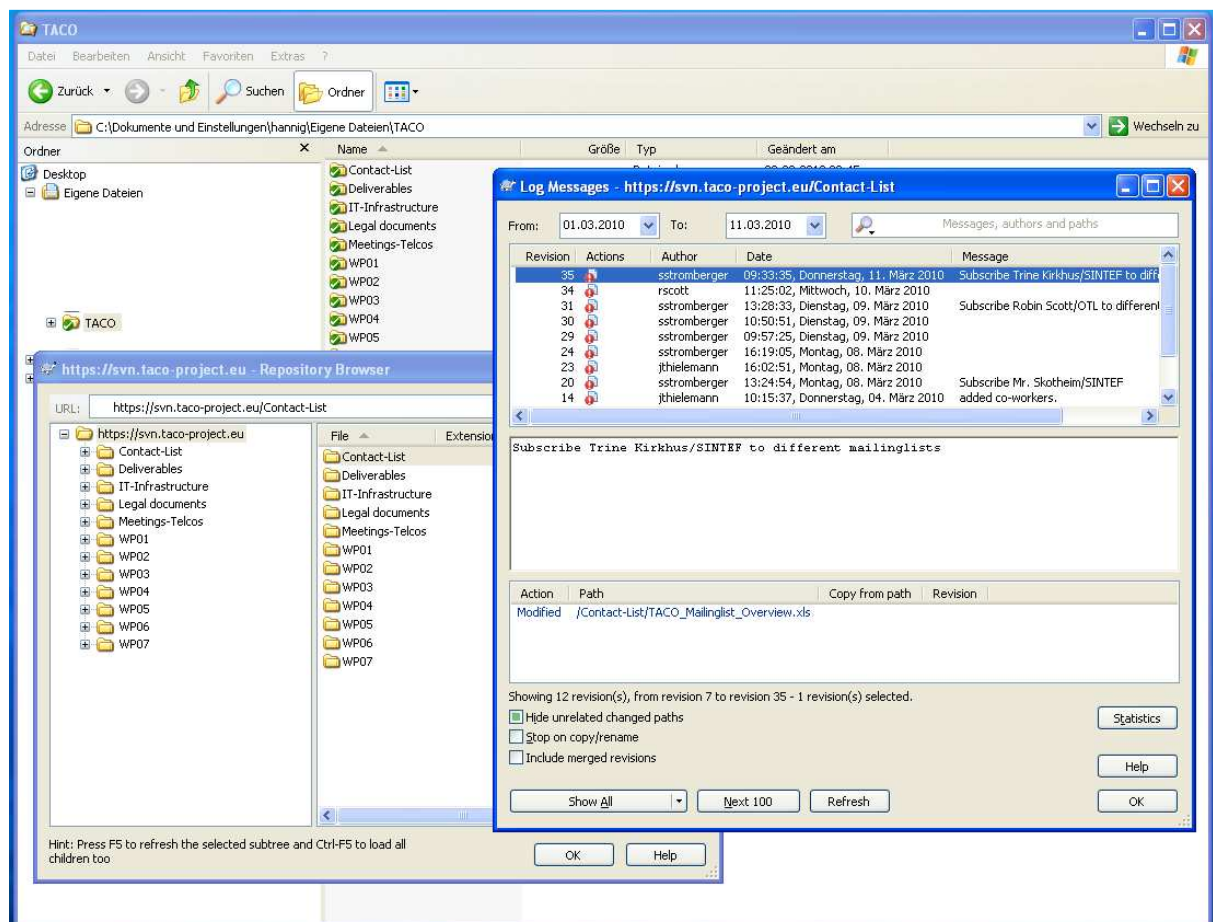 TACO
Datei Bearbeiten Ansicht Favoriten Extras ?
Zurück Suchen Ordner
Adresse C:\Dokumente und Einstellungen\hannig\Eigene Dateien\TACO Wechseln zu
Ordner X Name Größe Typ Geändert am
Desktop
Eigene Dateien
TACO
Contact-List
Deliverables
IT-Infrastructure
Legal documents
Meetings-Telcos
WP01
WP02
WP03
WP04
WP05
https://svn.taco-project.eu - Repository Browser
URL: https://svn.taco-project.eu/Contact-List
https://svn.taco-project.eu
Contact-List
Deliverables
IT-Infrastructure
Legal documents
Meetings-Telcos
WP01
WP02
WP03
WP04
WP05
WP06
WP07
File Extension
Contact-List
Deliverables
IT-Infrastructure
Legal documents
Meetings-Telcos
WP01
WP02
WP03
WP04
WP05
WP06
WP07
Hint: Press F5 to refresh the selected subtree and Ctrl-F5 to load all
children too
OK Help
Log Messages - https://svn.taco-project.eu/Contact-List
From: 01.03.2010 To: 11.03.2010 Messages, authors and paths
Revision Actions Author Date Message
35 sstromberger 09:33:35, Donnerstag, 11. März 2010 Subscribe Trine Kirkhus/SINTEF to diff
34 rscott 11:25:02, Mittwoch, 10. März 2010
31 sstromberger 13:28:33, Dienstag, 09. März 2010 Subscribe Robin Scott/OTL to different
30 sstromberger 10:50:51, Dienstag, 09. März 2010
29 sstromberger 09:57:25, Dienstag, 09. März 2010
24 sstromberger 16:19:05, Montag, 08. März 2010
23 jthielemann 16:02:51, Montag, 08. März 2010
20 sstromberger 13:24:54, Montag, 08. März 2010 Subscribe Mr. Skotheim/SINTEF
14 jthielemann 10:15:37, Donnerstag, 04. März 2010 added co-workers.
Subscribe Trine Kirkhus/SINTEF to different mailinglists
Action Path Copy from path Revision
Modified /Contact-List/TACO_Mailinglist_Overview.xls
Showing 12 revision(s), from revision 7 to revision 35 - 1 revision(s) selected.
Hide unrelated changed paths
Stop on copy/rename
Include merged revisions
Statistics
Help
Show All Next 100 Refresh OK